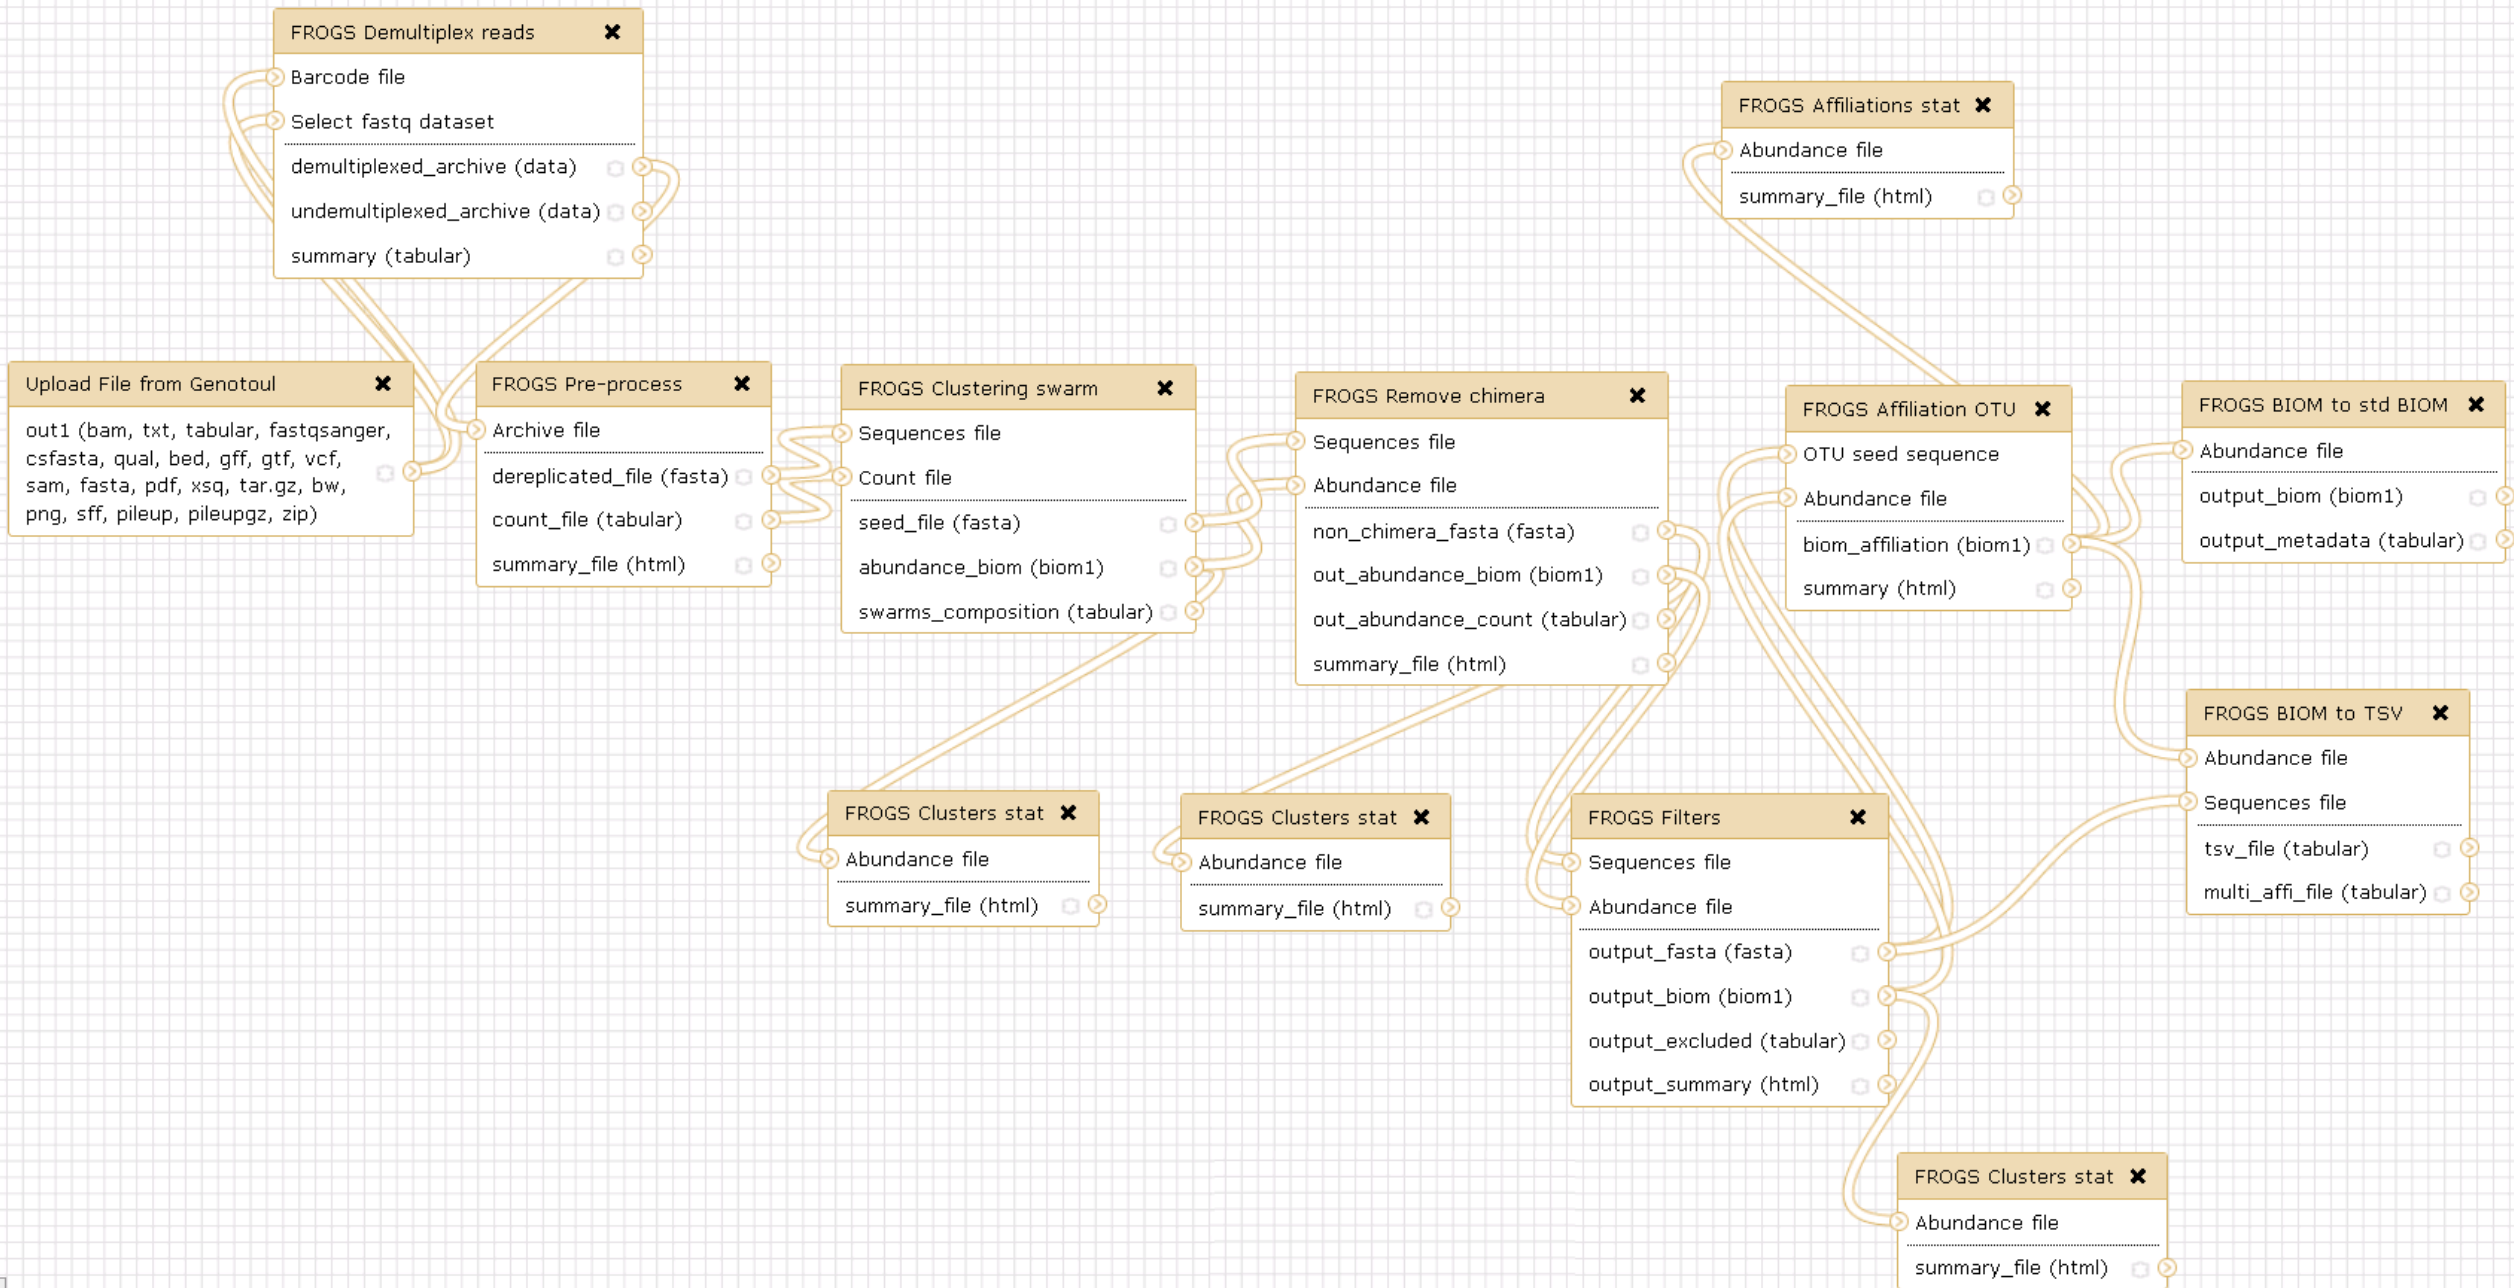 FROGS Demultiplex reads
Barcode file
Select fastq dataset
demultiplexed_archive (data)
undemultiplexed_archive (data)
summary (tabular)
FROGS Affiliations stat
Abundance file
summary_file (html)
Upload File from Genotoul
out1 (bam, txt, tabular, fastqsanger,
csfasta, qual, bed, gff, gtf, vcf,
sam, fasta, pdf, xsq, tar.gz, bw,
png, sff, pileup, pileupgz, zip)
FROGS Pre-process
Archive file
dereplicated_file (fasta)
count_file (tabular)
summary_file (html)
FROGS Clustering swarm
Sequences file
Count file
seed_file (fasta)
abundance_biom (biom1)
swarms_composition (tabular)
FROGS Remove chimera
Sequences file
Abundance file
non_chimera_fasta (fasta)
out_abundance_biom (biom1)
out_abundance_count (tabular)
summary_file (html)
FROGS Affiliation OTU
OTU seed sequence
Abundance file
biom_affiliation (biom1)
summary (html)
FROGS BIOM to std BIOM
Abundance file
output_biom (biom1)
output_metadata (tabular)
FROGS BIOM to TSV
Abundance file
Sequences file
tsv_file (tabular)
multi_affi_file (tabular)
FROGS Clusters stat
Abundance file
summary_file (html)
FROGS Clusters stat
Abundance file
summary_file (html)
FROGS Filters
Sequences file
Abundance file
output_fasta (fasta)
output_biom (biom1)
output_excluded (tabular)
output_summary (html)
FROGS Clusters stat
Abundance file
summary_file (html)